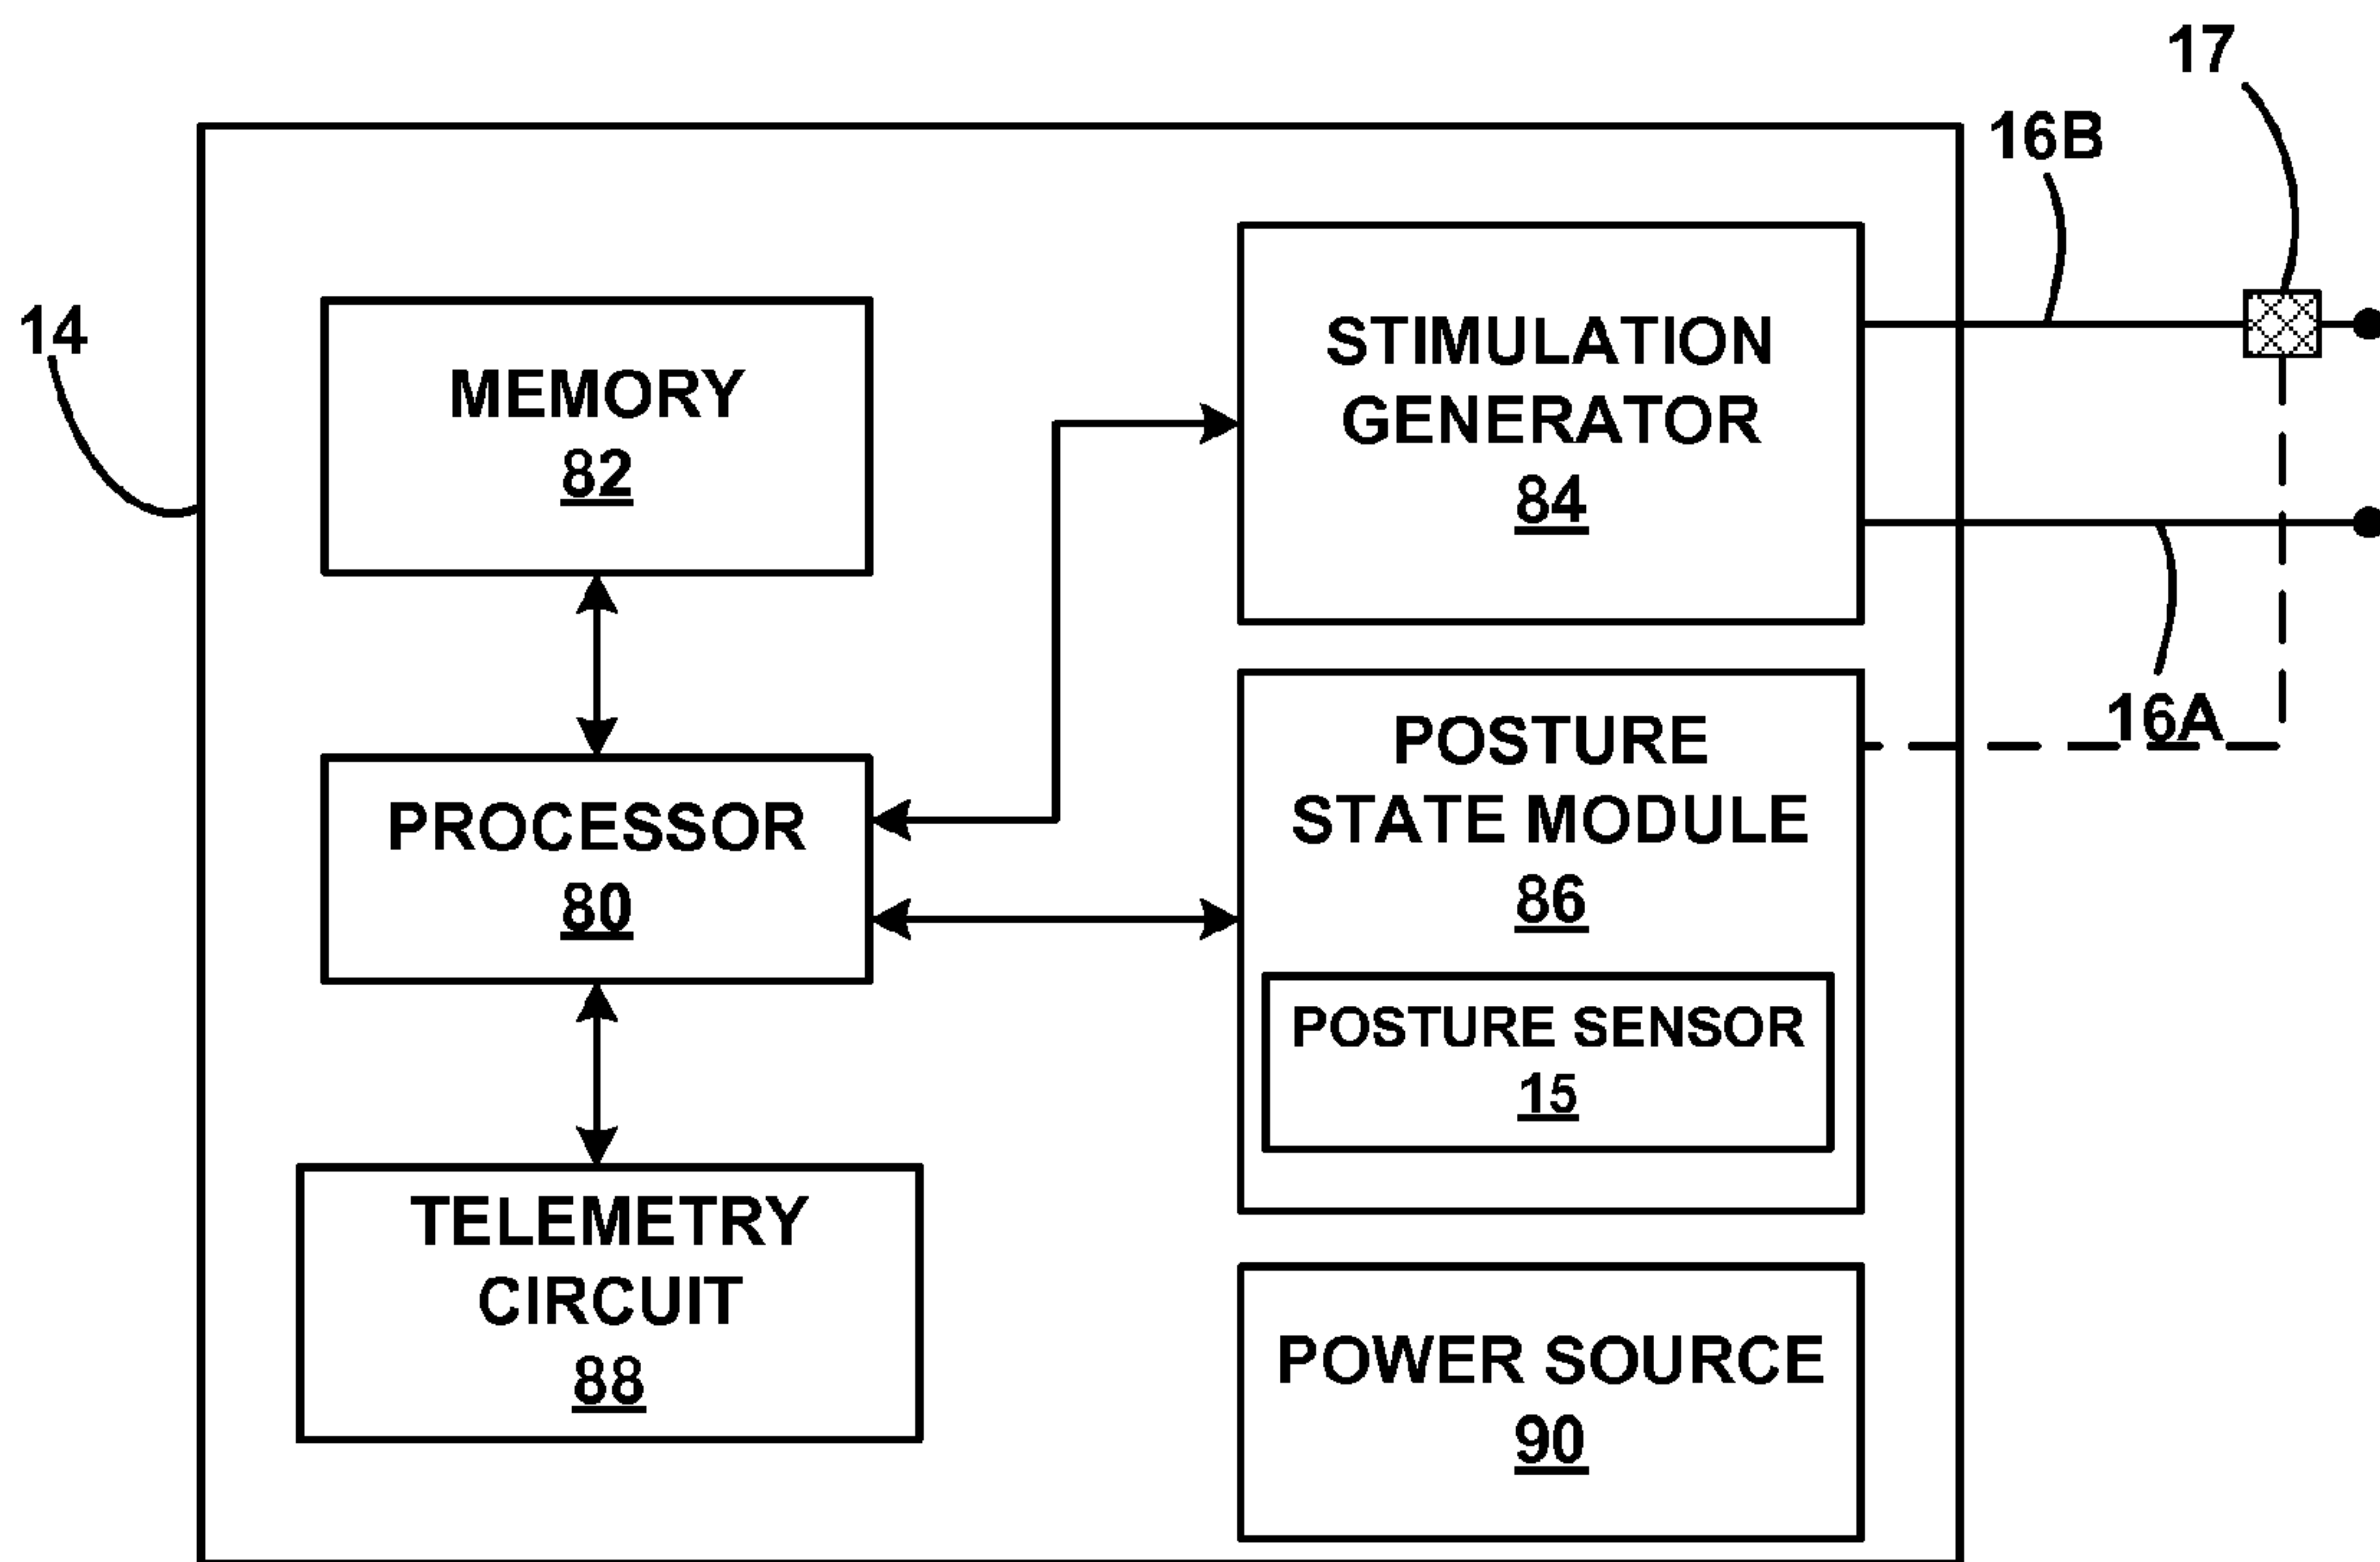 17
16B
14
MEMORY
82
STIMULATION
GENERATOR
84
16A
PROCESSOR
80
POSTURE
STATE MODULE
86
POSTURE SENSOR
15
TELEMETRY
CIRCUIT
88
POWER SOURCE
90